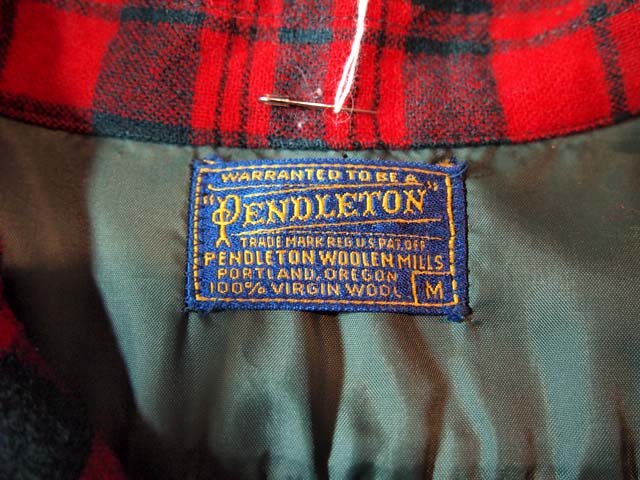 WARRANTED TO BE A
"PENDLETON"
TRADE MARK REG U.S. PAT. OFF
PENDLETON WOOLEN MILLS
PORTLAND, OREGON
100% VIRGIN WOOL M